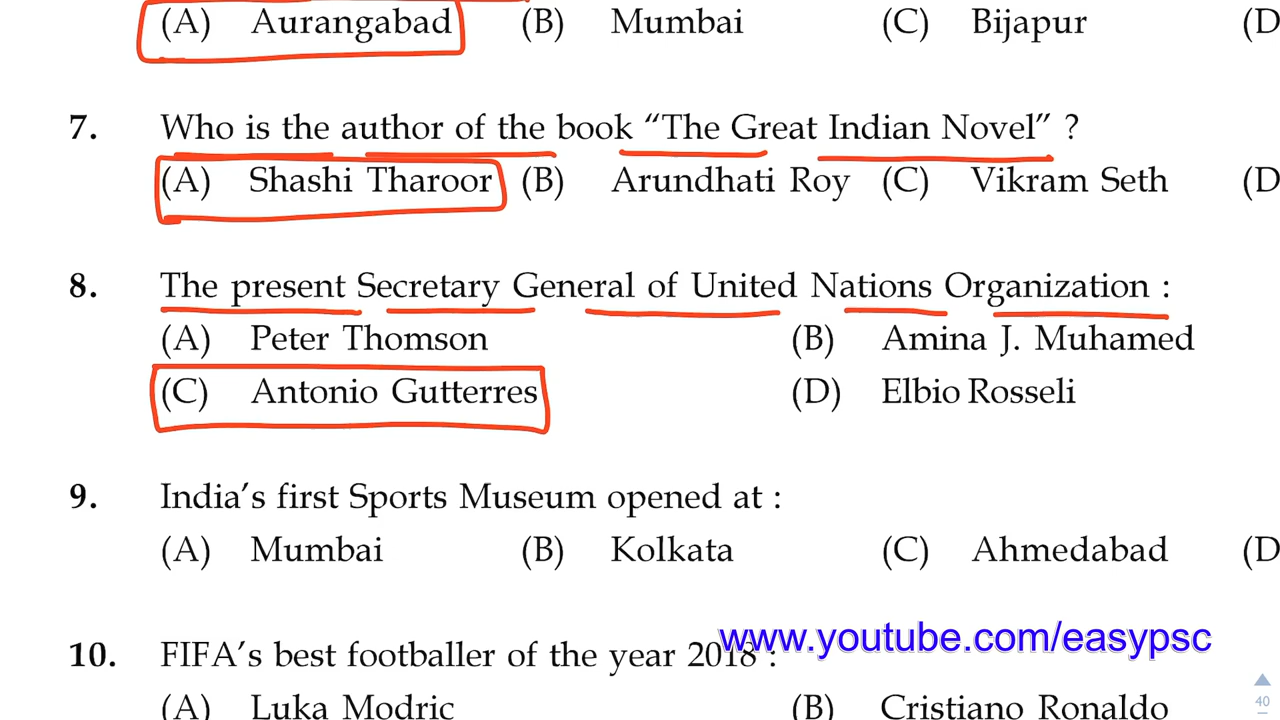 (A) Aurangabad (B) Mumbai (C) Bijapur (D
7. Who is the author of the book “The Great Indian Novel” ?
(A) Shashi Tharoor (B) Arundhati Roy (C) Vikram Seth (D
8. The present Secretary General of United Nations Organization :
(A) Peter Thomson (B) Amina J. Muhamed
(C) Antonio Gutterres (D) Elbio Rosseli
9. India’s first Sports Museum opened at :
(A) Mumbai (B) Kolkata (C) Ahmedabad (D
www.youtube.com/easypsc
10. FIFA’s best footballer of the year 2018 :
(A) Luka Modric (B) Cristiano Ronaldo
40